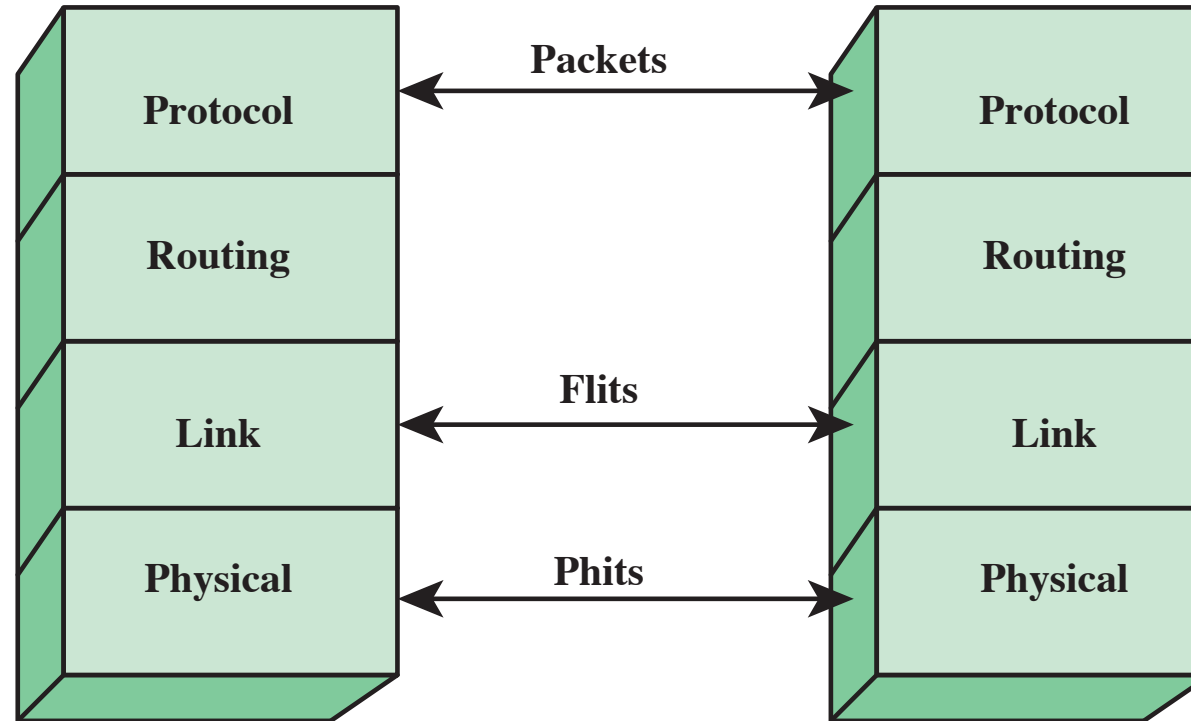 Packets
Protocol
Protocol
Routing
Routing
Flits
Link
Link
Phits
Physical
Physical